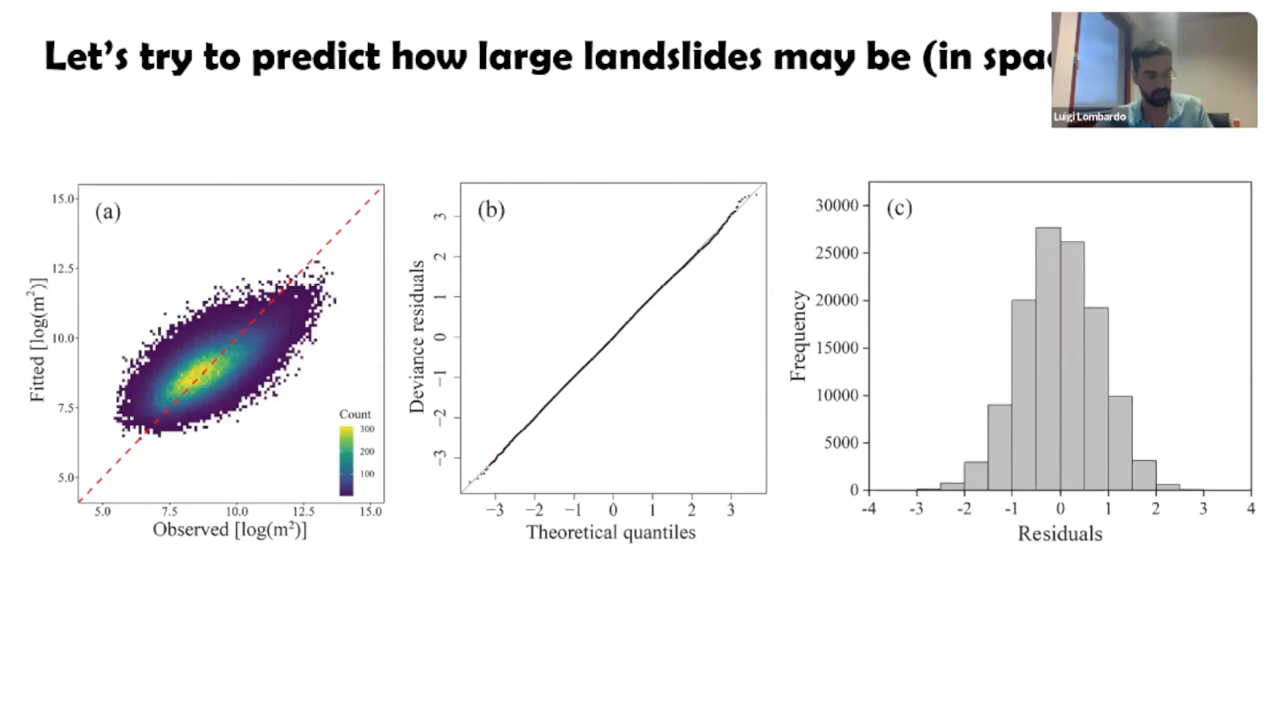 Let's try to predict how large landslides may be (in spa
Luigi Lombardo
(a)
15.0
12.5
10.0
7.5
5.0
Fitted [log(m²)]
Count
300
200
100
5.0 7.5 10.0 12.5 15.0
Observed [log(m²)]
(b)
3
2
1
0
−1
−2
−3
Deviance residuals
−3 −2 −1 0 1 2 3
Theoretical quantiles
(c)
30000
25000
20000
15000
10000
5000
0
Frequency
-4 -3 -2 -1 0 1 2 3 4
Residuals